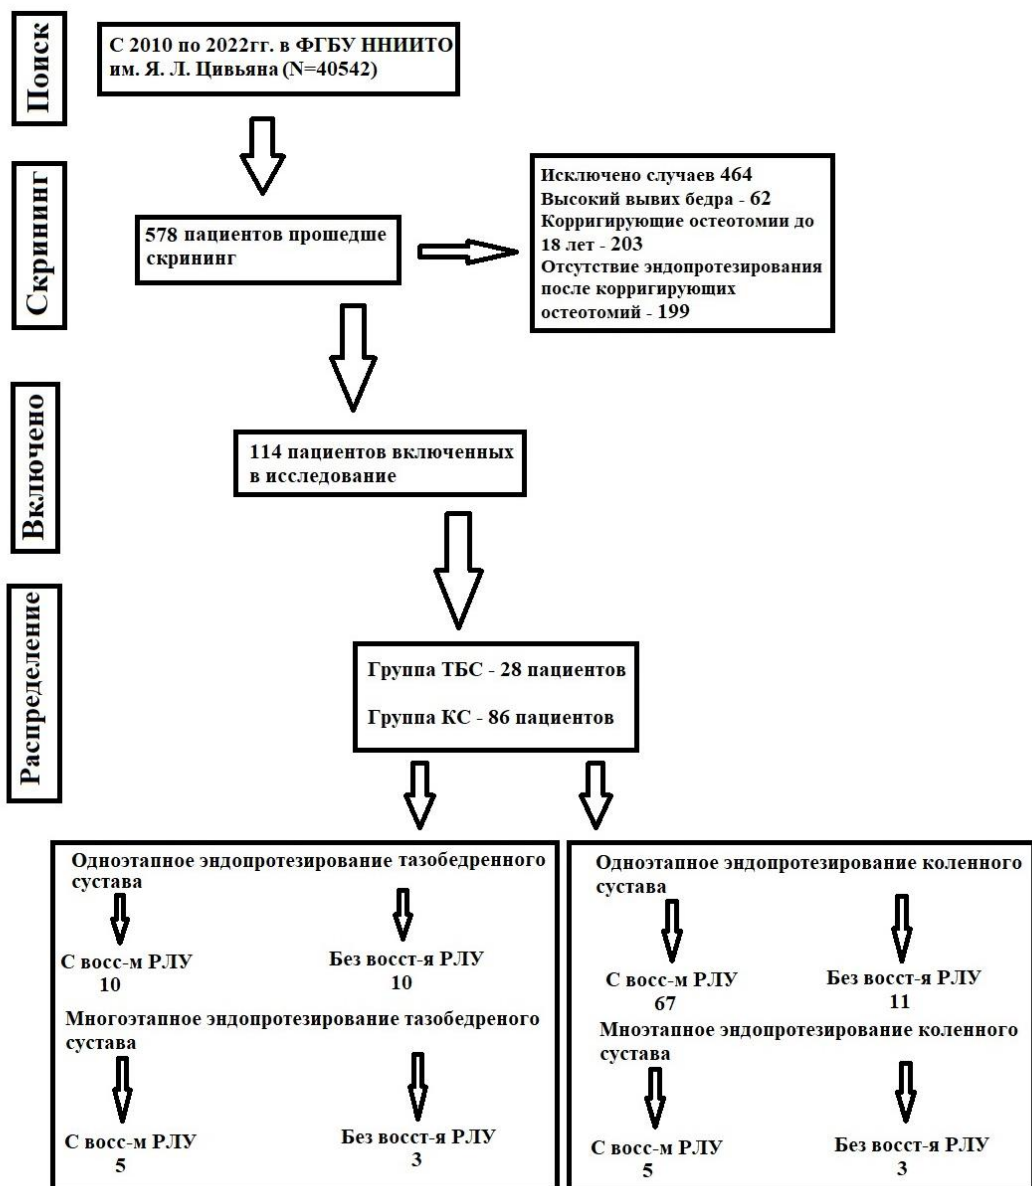 Поиск
С 2010 по 2022гг. в ФГБУ ННИИТО
им. Я. Л. Цивьяна (N=40542)
Скрининг
578 пациентов прошедше
скрининг
Исключено случаев 464
Высокий вывих бедра - 62
Корригирующие остеотомии до
18 лет - 203
Отсутствие эндопротезирования
после корригирующих
остеотомий - 199
Включено
114 пациентов включенных
в исследование
Распределение
Группа ТБС - 28 пациентов
Группа КС - 86 пациентов
Одноэтапное эндопротезирование тазобедренного
сустава
С восс-м РЛУ
10
Без восст-я РЛУ
10
Многоэтапное эндопротезирование тазобедреного
сустава
С восс-м РЛУ
5
Без восст-я РЛУ
3
Одноэтапное эндопротезирование коленного
сустава
С восс-м РЛУ
67
Без восст-я РЛУ
11
Мноэтапное эндопротезирование коленного
сустава
С восс-м РЛУ
5
Без восст-я РЛУ
3